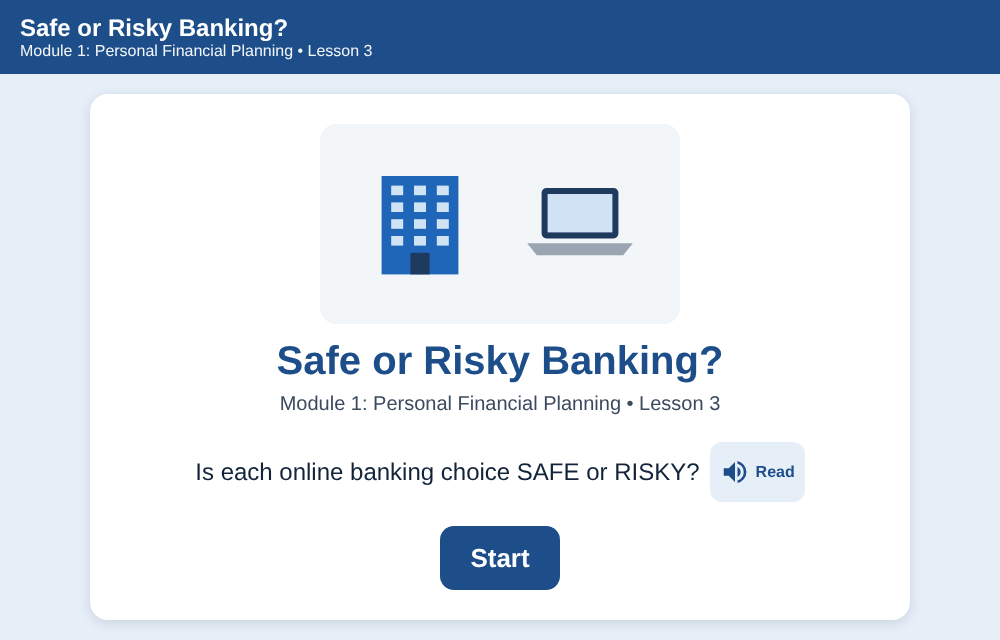 Safe or Risky Banking?
Module 1: Personal Financial Planning • Lesson 3
Safe or Risky Banking?
Module 1: Personal Financial Planning • Lesson 3
Is each online banking choice SAFE or RISKY?
Read
Start